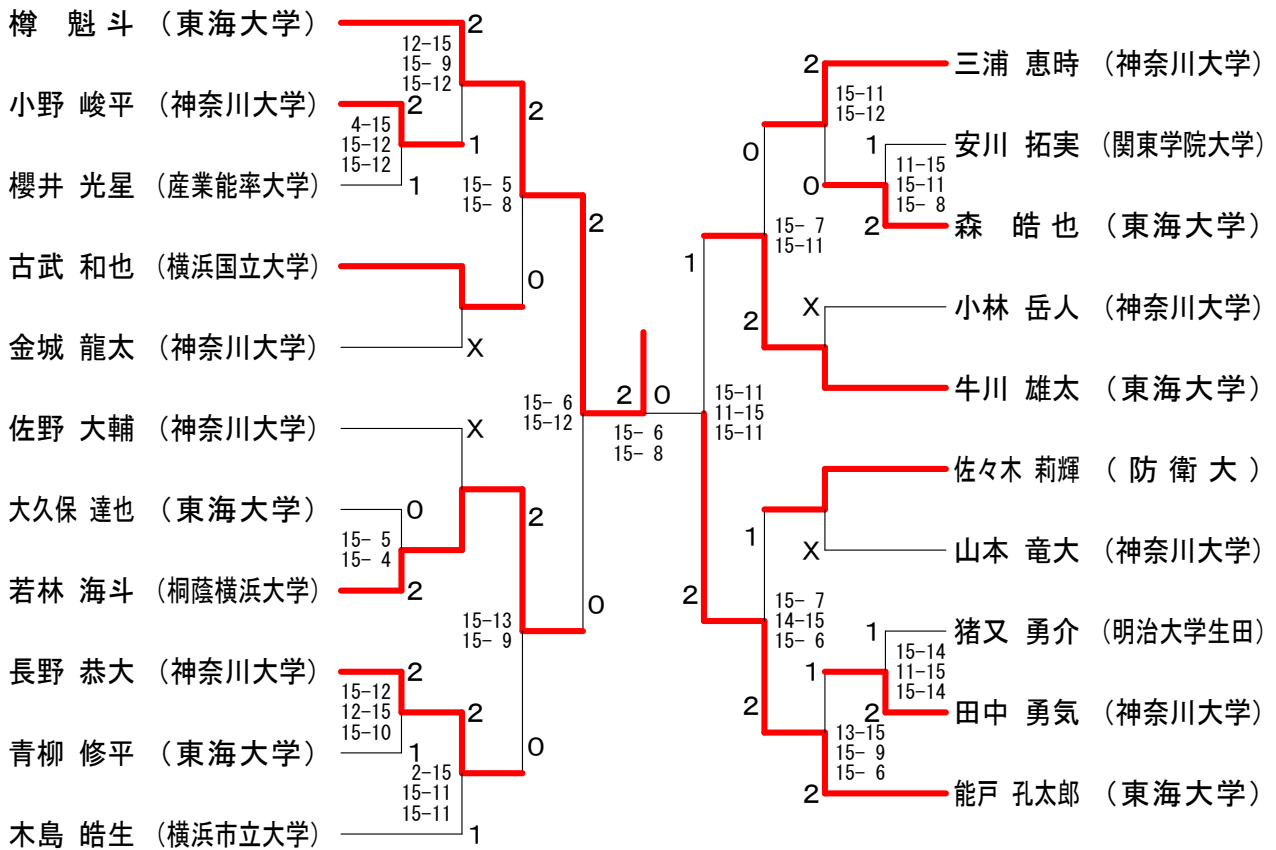 樽 魁斗 (東海大学)
2
12-15
15- 9
15-12
小野 峻平 (神奈川大学)
2
4-15
15-12
15-12
1
櫻井 光星 (産業能率大学)
1
2
15- 5
15- 8
古武 和也 (横浜国立大学)
0
金城 龍太 (神奈川大学)
X
2
15- 6
15-12
佐野 大輔 (神奈川大学)
X
大久保 達也 (東海大学)
0
15- 5
15- 4
若林 海斗 (桐蔭横浜大学)
2
2
15-13
15- 9
0
長野 恭大 (神奈川大学)
2
15-12
12-15
15-10
青柳 修平 (東海大学)
1
2
2-15
15-11
15-11
0
木島 皓生 (横浜市立大学)
1
2 0
15- 6
15- 8
2
三浦 恵時 (神奈川大学)
15-11
15-12
0
1
安川 拓実 (関東学院大学)
11-15
15-11
15- 8
0
2
森 皓也 (東海大学)
15- 7
15-11
1
X
小林 岳人 (神奈川大学)
2
牛川 雄太 (東海大学)
15-11
11-15
15-11
佐々木 莉輝 (防衛大)
1
X
山本 竜大 (神奈川大学)
2
15- 7
14-15
15- 6
1
猪又 勇介 (明治大学生田)
15-14
11-15
15-14
1
2
田中 勇気 (神奈川大学)
2
13-15
15- 9
15- 6
2
能戸 孔太郎 (東海大学)